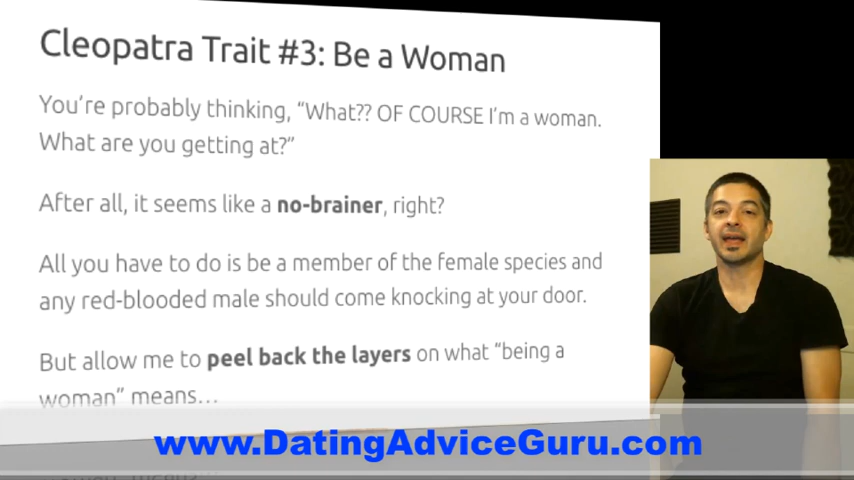 Cleopatra Trait #3: Be a Woman
You're probably thinking, “What?? OF COURSE I'm a woman.
What are you getting at?”
After all, it seems like a no-brainer, right?
All you have to do is be a member of the female species and
any red-blooded male should come knocking at your door.
But allow me to peel back the layers on what “being a
woman” means...
www.DatingAdviceGuru.com